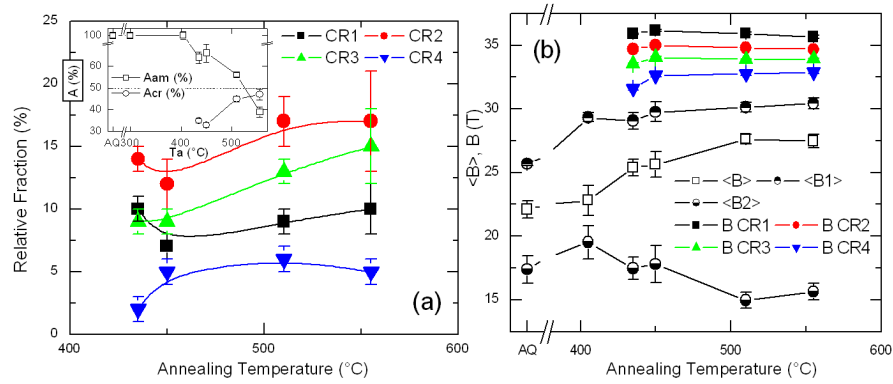 25
20
15
10
5
0
Relative Fraction (%)
400
500
600
Annealing Temperature (°C)
CR1 CR2
CR3 CR4
(a)
100
90
60
50
40
30
A (%)
Aam (%)
Acr (%)
AQ 300 400 500
Ta (°C)
(b)
35
30
25
20
15
<B>, B (T)
<B> <B1>
<B2>
B CR1 B CR2
B CR3 B CR4
AQ 400 500 600
Annealing Temperature (°C)